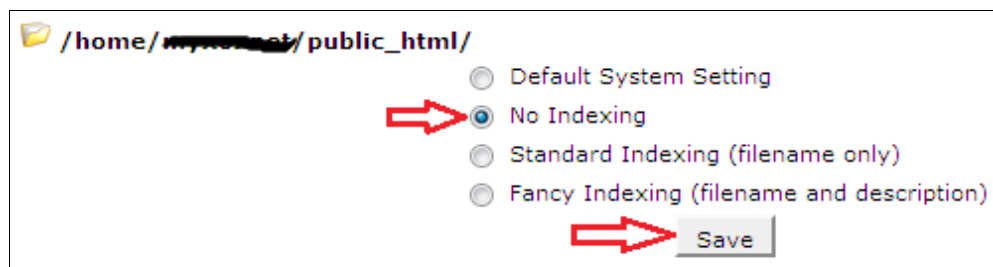 /home/ /public_html/
Default System Setting
No Indexing
Standard Indexing (filename only)
Fancy Indexing (filename and description)
Save